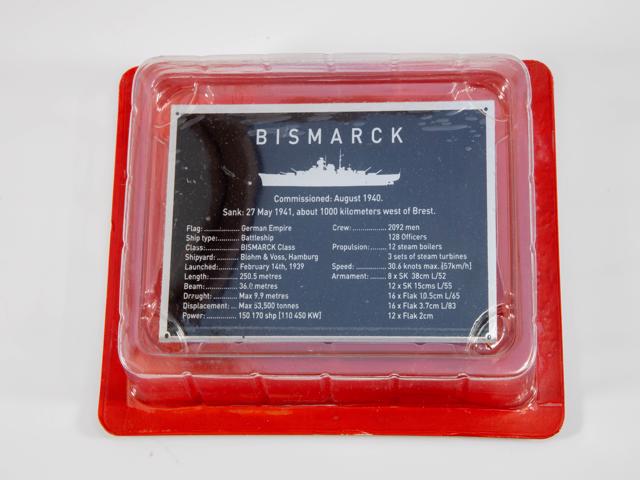 BISMARCK
Commissioned: August 1940.
Sank: 27 May 1941, about 1000 kilometers west of Brest.
Flag: ............... German Empire
Ship type: ......... Battleship
Class: ............. BISMARCK Class
Shipyard: ....... Blohm & Voss, Hamburg
Launched: ......... February 14th, 1939
Length: ............ 250.5 metres
Beam: .............. 36.0 metres
Drought: .......... Max 9.9 metres
Displacement: ... Max 53,500 tonnes
Power: ............ 150 170 shp [110 450 KW]
Crew: ............... 2092 men
128 Officers
Propulsion: ....... 12 steam boilers
3 sets of steam turbines
Speed: ............. 30.6 knots max. [57km/h]
Armament: ....... 8 x SK 38cm L/52
12 x SK 15cms L/55
16 x Flak 10.5cm L/65
16 x Flak 3.7cm L/83
12 x Flak 2cm